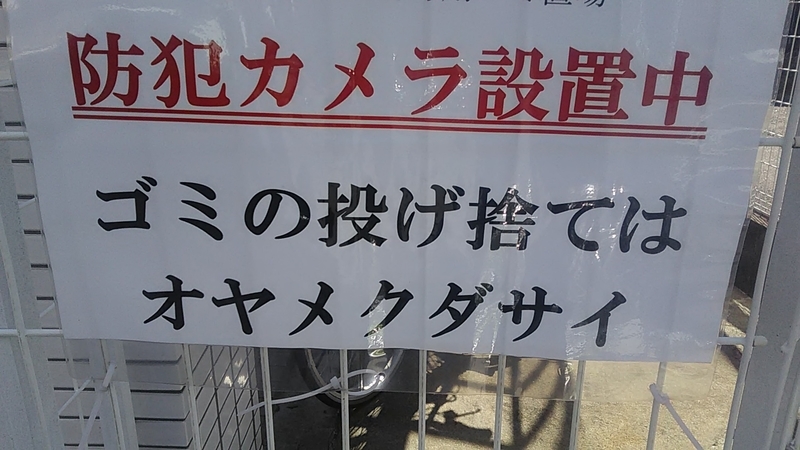 防犯カメラ設置中
ゴミの投げ捨ては
オヤメクダサイ